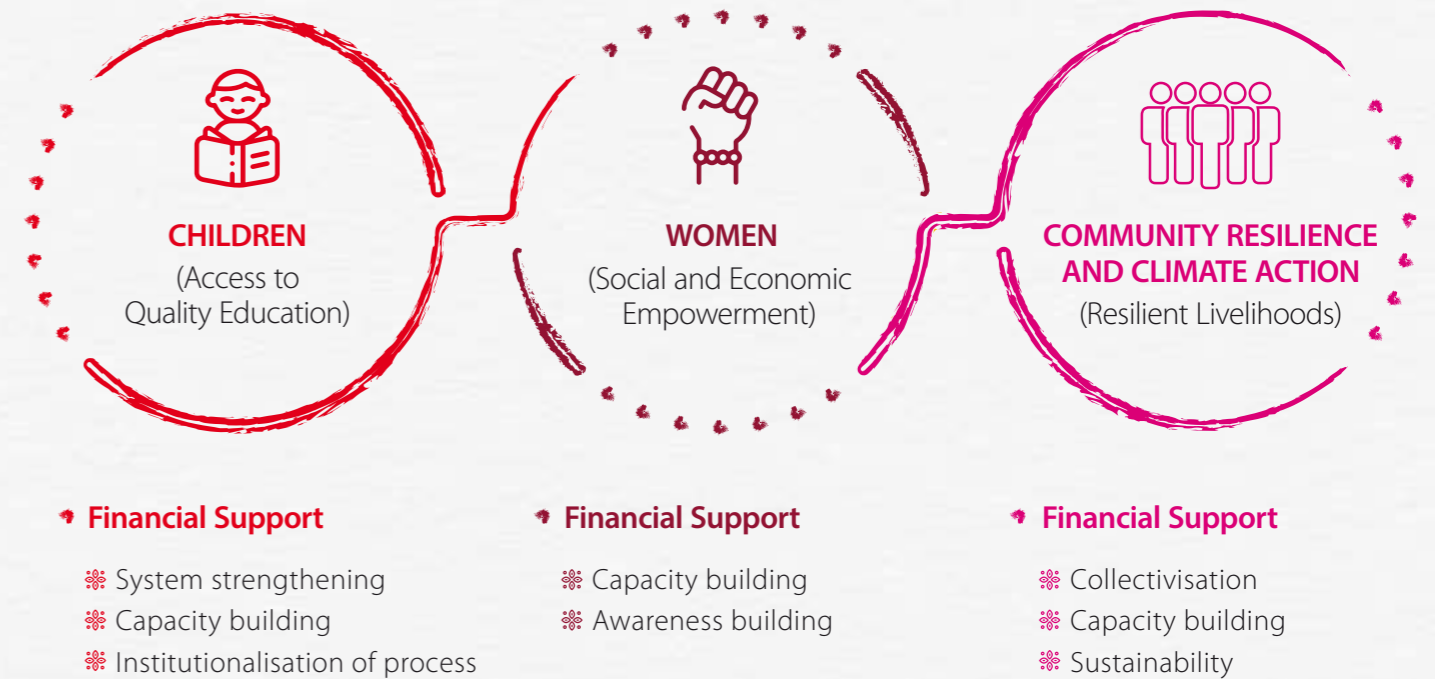 CHILDREN
(Access to
Quality Education)
WOMEN
(Social and Economic
Empowerment)
COMMUNITY RESILIENCE
AND CLIMATE ACTION
(Resilient Livelihoods)
Financial Support
System strengthening
Capacity building
Institutionalisation of process
Financial Support
Capacity building
Awareness building
Financial Support
Collectivisation
Capacity building
Sustainability